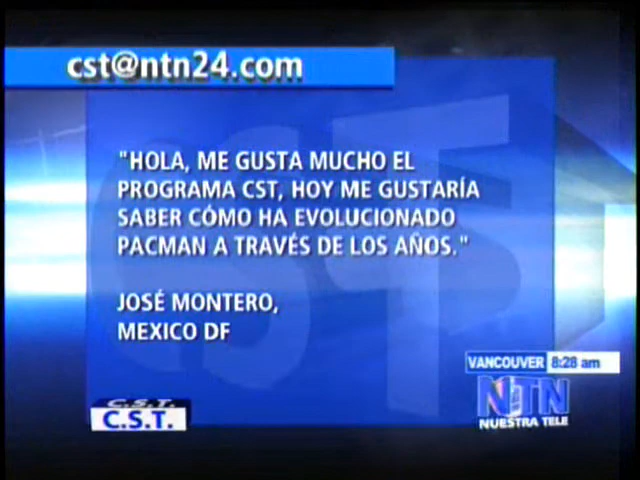 cst@ntn24.com
"HOLA, ME GUSTA MUCHO EL
PROGRAMA CST, HOY ME GUSTARÍA
SABER CÓMO HA EVOLUCIONADO
PACMAN A TRAVÉS DE LOS AÑOS."
JOSÉ MONTERO,
MEXICO DF
VANCOUVER 8:28 am
NTN
NUESTRA TELE
C.S.T.
C.S.T.
CST